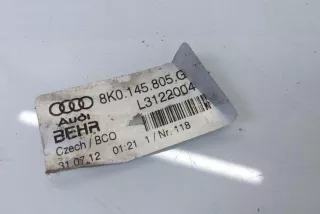 8K0.145.805.G
L3122004
Audi
BEHR
Czech / BCO
31.07.12 01:21 1 / Nr.118